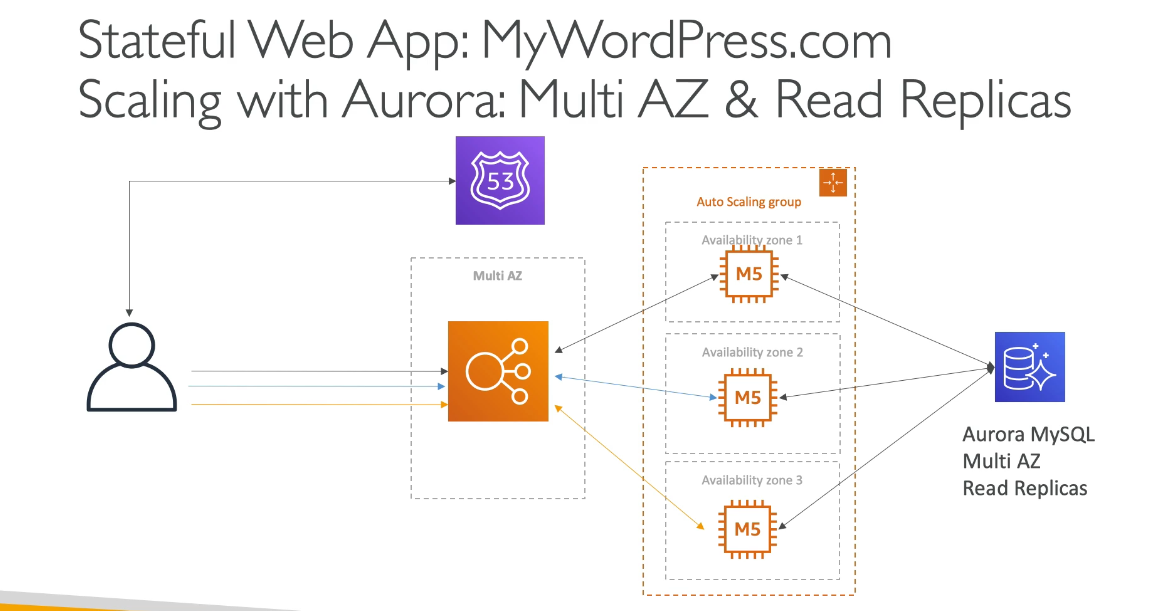 Stateful Web App: MyWordPress.com
Scaling with Aurora: Multi AZ & Read Replicas
53
Auto Scaling group
Availability zone 1
M5
Multi AZ
Availability zone 2
M5
Aurora MySQL
Multi AZ
Read Replicas
Availability zone 3
M5